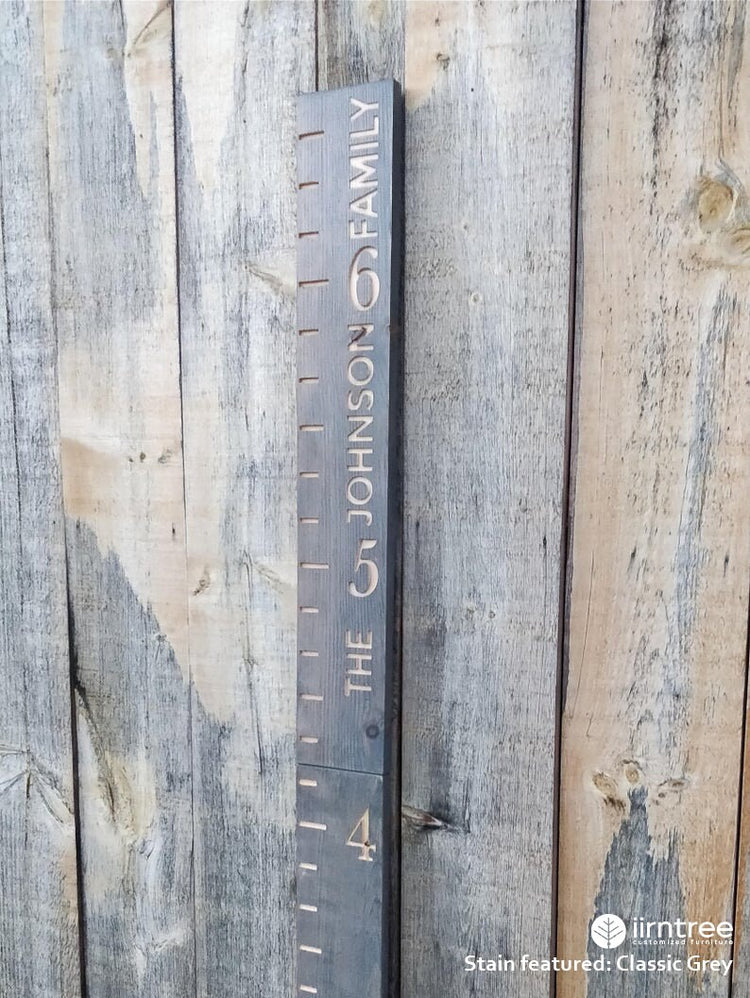 THE 5 JOHNSON 6 FAMILY
4
iirntree
customized furniture
Stain featured: Classic Grey